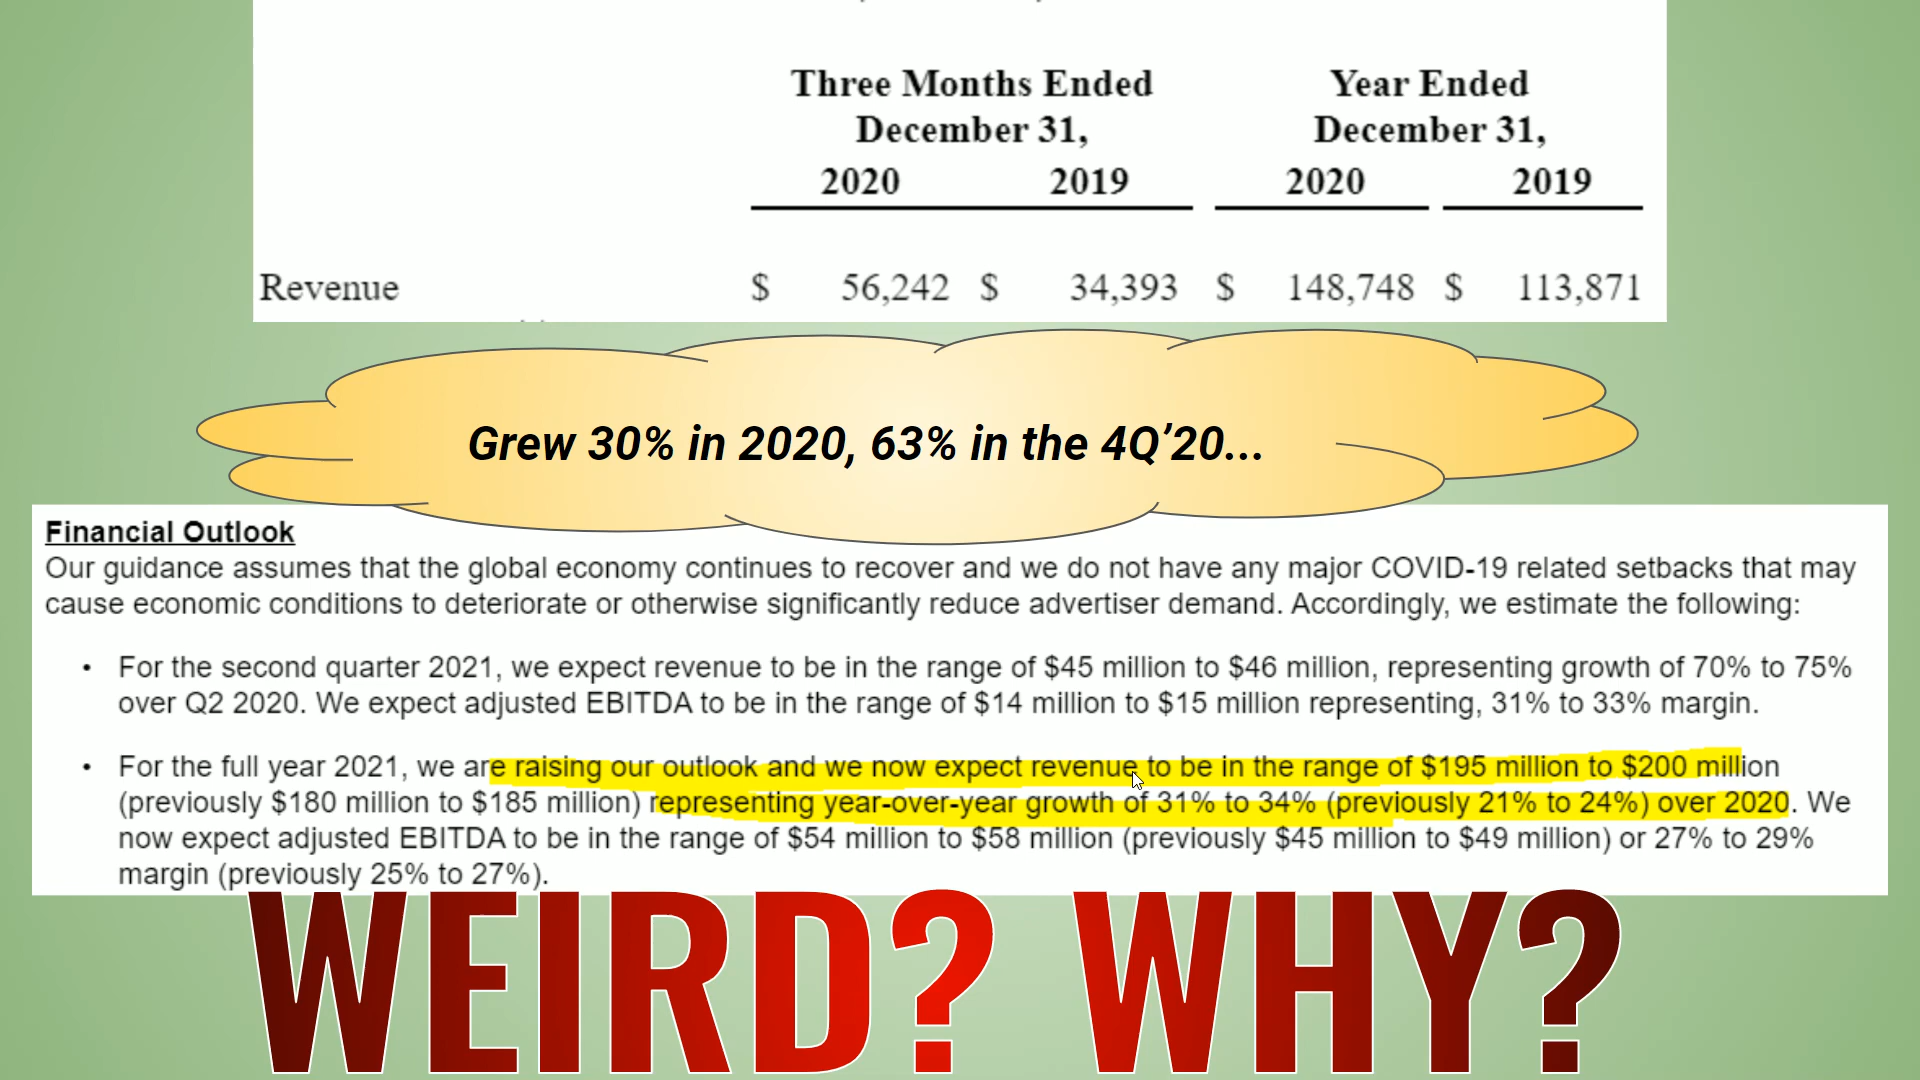 Three Months Ended Year Ended
December 31, December 31,
2020 2019 2020 2019
Revenue $ 56,242 $ 34,393 $ 148,748 $ 113,871
Grew 30% in 2020, 63% in the 4Q’20...
Financial Outlook
Our guidance assumes that the global economy continues to recover and we do not have any major COVID-19 related setbacks that may
cause economic conditions to deteriorate or otherwise significantly reduce advertiser demand. Accordingly, we estimate the following:
• For the second quarter 2021, we expect revenue to be in the range of $45 million to $46 million, representing growth of 70% to 75%
over Q2 2020. We expect adjusted EBITDA to be in the range of $14 million to $15 million representing, 31% to 33% margin.
• For the full year 2021, we are raising our outlook and we now expect revenue to be in the range of $195 million to $200 million
(previously $180 million to $185 million) representing year-over-year growth of 31% to 34% (previously 21% to 24%) over 2020. We
now expect adjusted EBITDA to be in the range of $54 million to $58 million (previously $45 million to $49 million) or 27% to 29%
margin (previously 25% to 27%).
WEIRD? WHY?